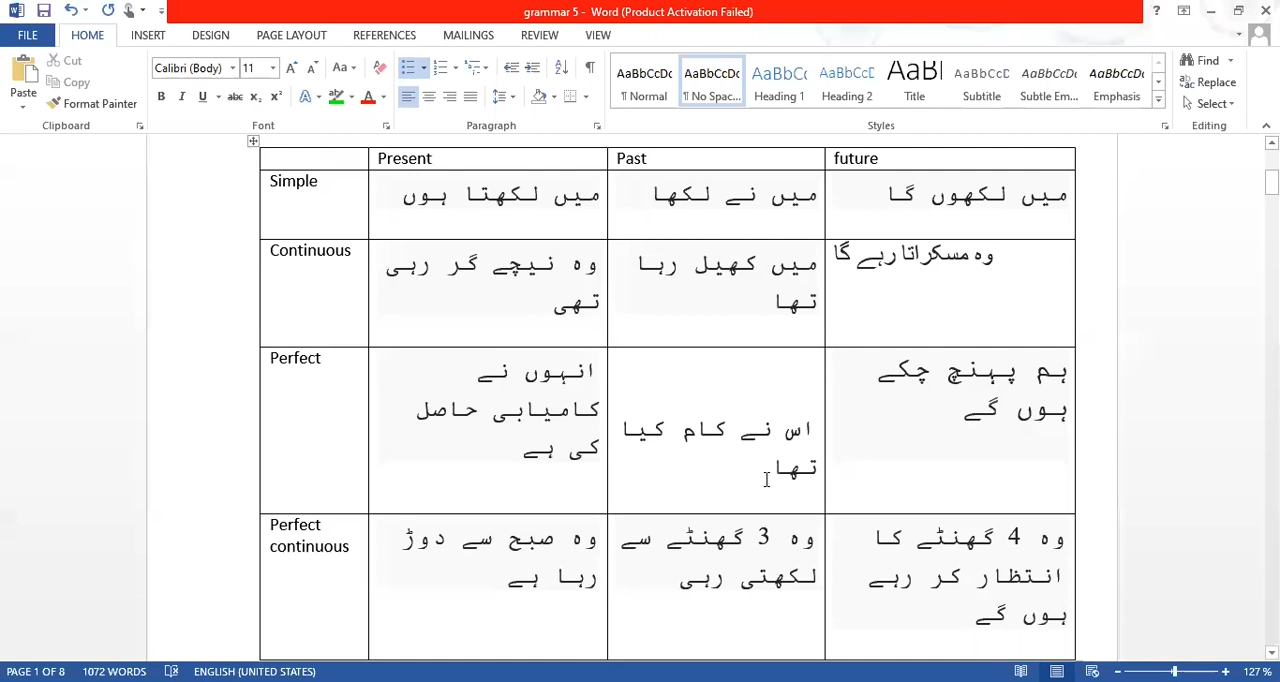 grammar 5 - Word (Product Activation Failed)
FILE HOME INSERT DESIGN PAGE LAYOUT REFERENCES MAILINGS REVIEW VIEW
Paste
Cut
Copy
Format Painter
Clipboard
Calibri (Body) 11
Font
Paragraph
AaBbCcDc ¶ Normal
AaBbCcDc ¶ No Spac...
AaBbCc Heading 1
AaBbCcD Heading 2
AaBl Title
AaBbCcD Subtitle
AaBbCcDc Subtle Em...
AaBbCcDc Emphasis
Styles
Find
Replace
Select
Editing
Present Past future
Simple
میں لکھتا ہوں
میں نے لکھا
میں لکھوں گا
Continuous
وہ نیچے گر رہی
تھی
میں کھیل رہا
تھا
وہ مسکراتا رہے گا
Perfect
انہوں نے
کامیابی حاصل
کی ہے
اس نے کام کیا
تھا
ہم پہنچ چکے
ہوں گے
Perfect
continuous
وہ صبح سے دوڑ
رہا ہے
وہ 3 گھنٹے سے
لکھتی رہی
وہ 4 گھنٹے کا
انتظار کر رہے
ہوں گے
PAGE 1 OF 8 1072 WORDS ENGLISH (UNITED STATES) 127 %